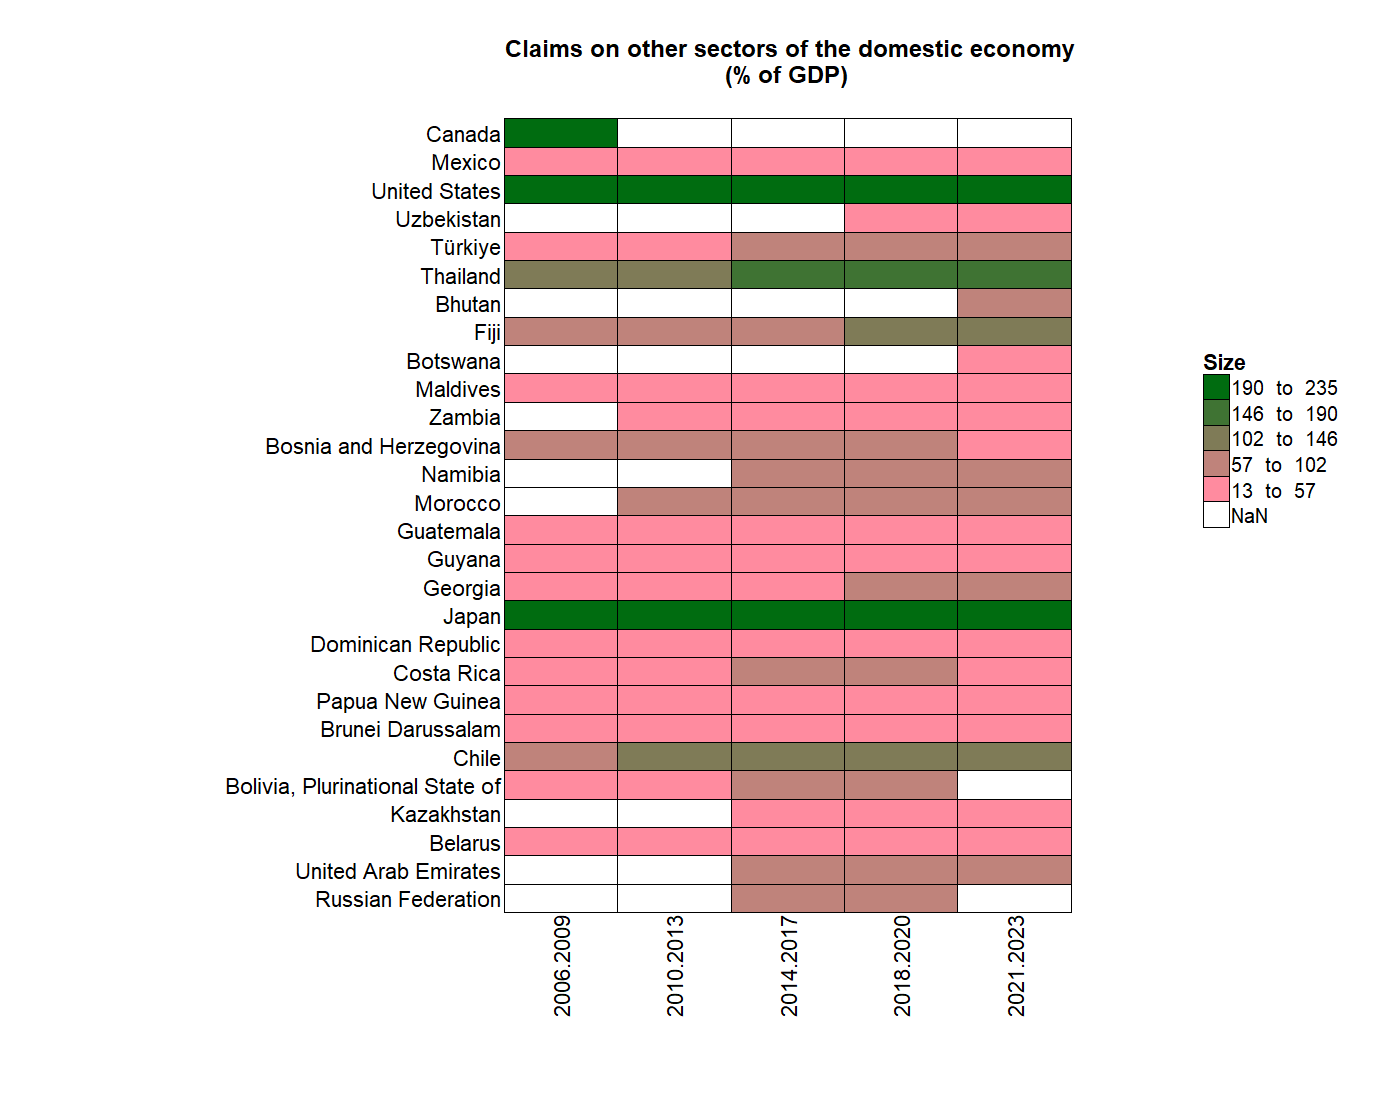 Claims on other sectors of the domestic economy
(% of GDP)
Canada
Mexico
United States
Uzbekistan
Türkiye
Thailand
Bhutan
Fiji
Botswana
Maldives
Zambia
Bosnia and Herzegovina
Namibia
Morocco
Guatemala
Guyana
Georgia
Japan
Dominican Republic
Costa Rica
Papua New Guinea
Brunei Darussalam
Chile
Bolivia, Plurinational State of
Kazakhstan
Belarus
United Arab Emirates
Russian Federation
2006.2009
2010.2013
2014.2017
2018.2020
2021.2023
Size
190 to 235
146 to 190
102 to 146
57 to 102
13 to 57
NaN